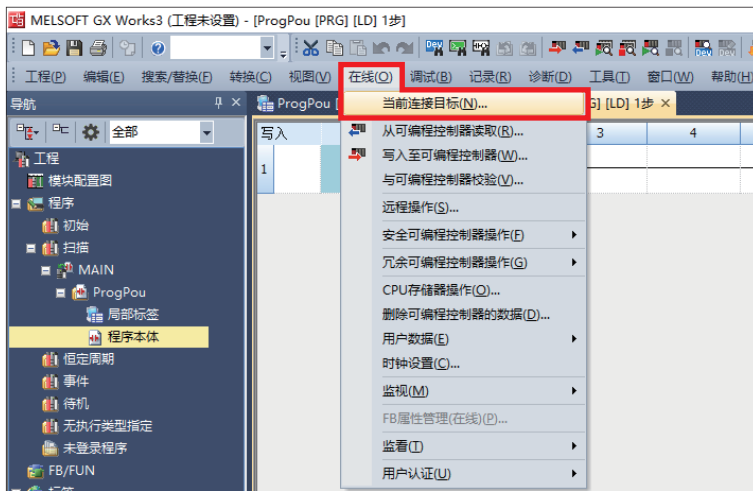 MELSOFT GX Works3 (工程未设置) - [ProgPou [PRG] [LD] 1步]
工程(P) 编辑(E) 搜索/替换(F) 转换(C) 视图(V) 在线(O) 调试(B) 记录(R) 诊断(D) 工具(T) 窗口(W) 帮助(H
导航
ProgPou [
G] [LD] 1步
全部
写入
3
4
1
当前连接目标(N)...
从可编程控制器读取(R)...
写入至可编程控制器(W)...
与可编程控制器校验(V)...
远程操作(S)...
安全可编程控制器操作(F)
冗余可编程控制器操作(G)
CPU存储器操作(O)...
删除可编程控制器的数据(D)...
用户数据(E)
时钟设置(C)...
监视(M)
FB属性管理(在线)(P)...
监看(T)
用户认证(U)
工程
模块配置图
程序
初始
扫描
MAIN
ProgPou
局部标签
程序本体
恒定周期
事件
待机
无执行类型指定
未登录程序
FB/FUN